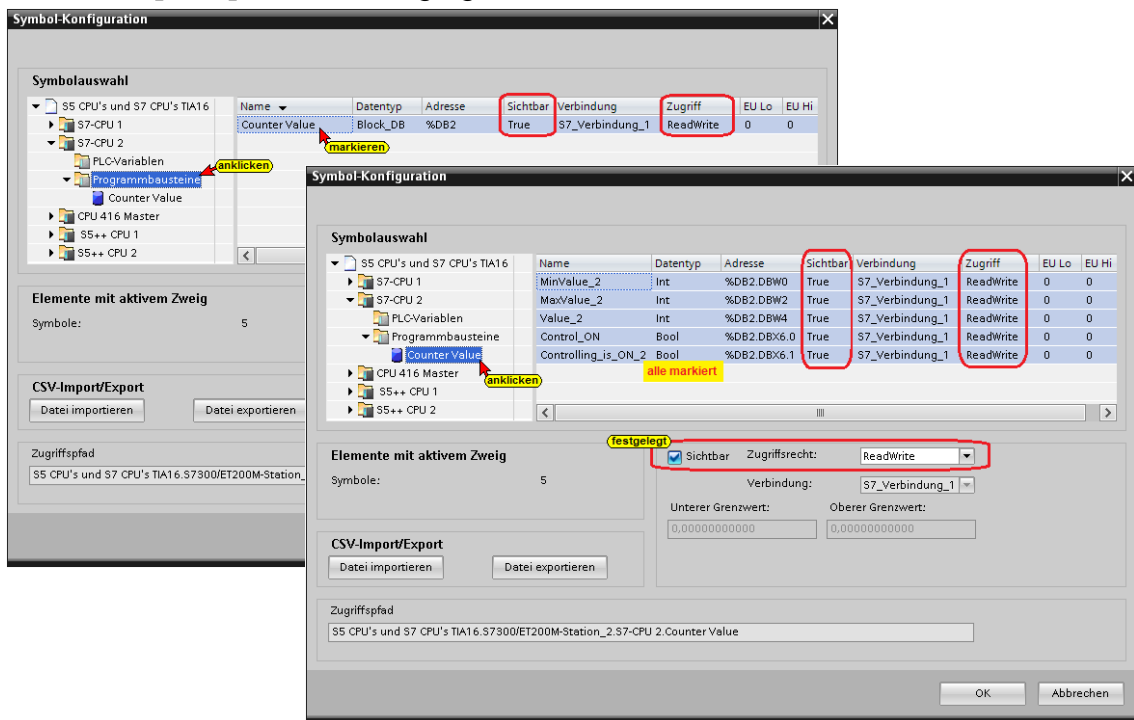 Symbol-Konfiguration
Symbolauswahl
S5 CPU's und S7 CPU's TIA16
S7-CPU 1
S7-CPU 2
PLC-Variablen
Programmbausteine
Counter Value
CPU 416 Master
S5++ CPU 1
S5++ CPU 2
anklicken
Name Datentyp Adresse Sichtbar Verbindung Zugriff EU Lo EU Hi
Counter Value Block_DB %DB2 True S7_Verbindung_1 ReadWrite 0 0
markieren
Elemente mit aktivem Zweig
Symbole: 5
CSV-Import/Export
Datei importieren Datei exportieren
Zugriffspfad
S5 CPU's und S7 CPU's TIA16.S7300/ET200M-Station_
Symbol-Konfiguration
Symbolauswahl
S5 CPU's und S7 CPU's TIA16
S7-CPU 1
S7-CPU 2
PLC-Variablen
Programmbausteine
Counter Value
CPU 416 Master
S5++ CPU 1
S5++ CPU 2
anklicken
Name Datentyp Adresse Sichtbar Verbindung Zugriff EU Lo EU Hi
MinValue_2 Int %DB2.DBW0 True S7_Verbindung_1 ReadWrite 0 0
MaxValue_2 Int %DB2.DBW2 True S7_Verbindung_1 ReadWrite 0 0
Value_2 Int %DB2.DBW4 True S7_Verbindung_1 ReadWrite 0 0
Control_ON Bool %DB2.DBX6.0 True S7_Verbindung_1 ReadWrite 0 0
Controlling_is_ON_2 Bool %DB2.DBX6.1 True S7_Verbindung_1 ReadWrite 0 0
alle markiert
Elemente mit aktivem Zweig
Symbole: 5
festgelegt
Sichtbar Zugriffsrecht: ReadWrite
Verbindung: S7_Verbindung_1
Unterer Grenzwert: Oberer Grenzwert:
0,00000000000 0,00000000000
CSV-Import/Export
Datei importieren Datei exportieren
Zugriffspfad
S5 CPU's und S7 CPU's TIA16.S7300/ET200M-Station_2.S7-CPU 2.Counter Value
OK Abbrechen